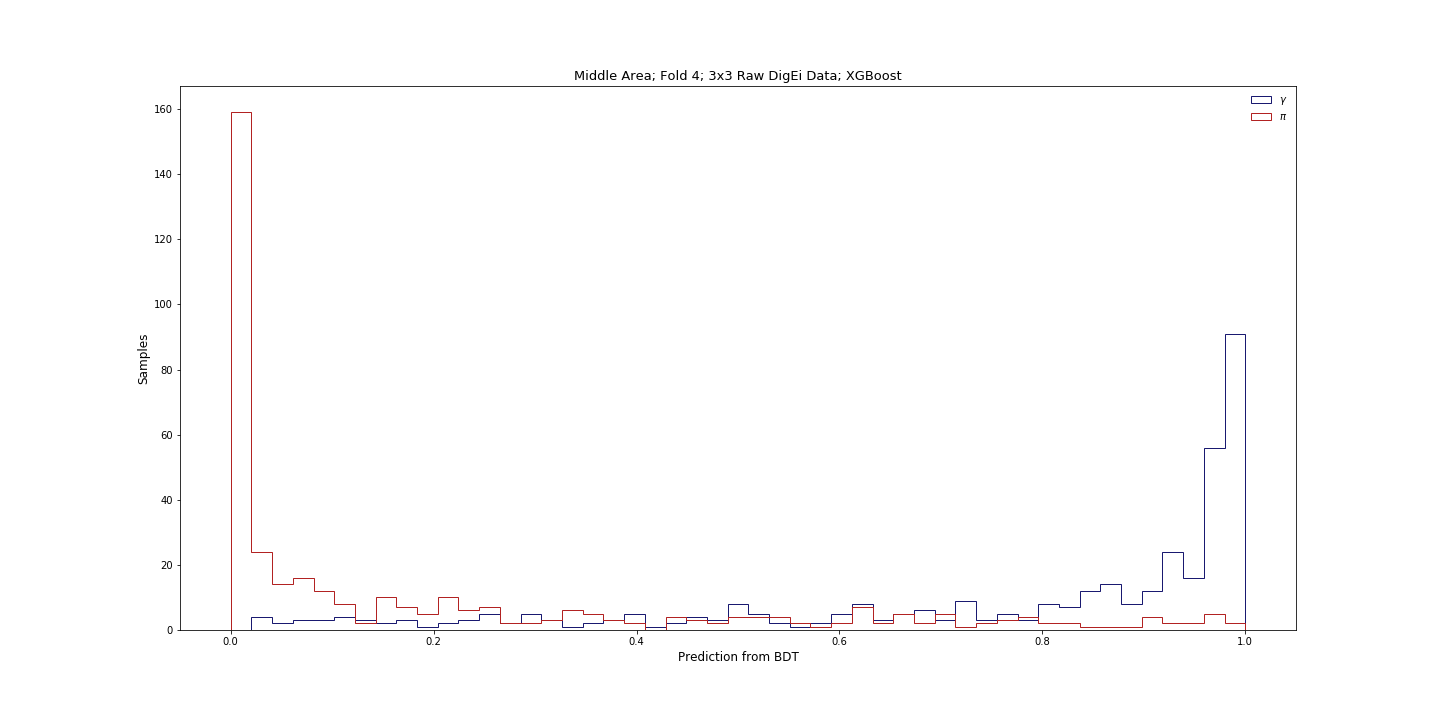 Middle Area; Fold 4; 3x3 Raw DigEi Data; XGBoost
γ
π
160
140
120
100
80
60
40
20
0
Samples
0.0 0.2 0.4 0.6 0.8 1.0
Prediction from BDT